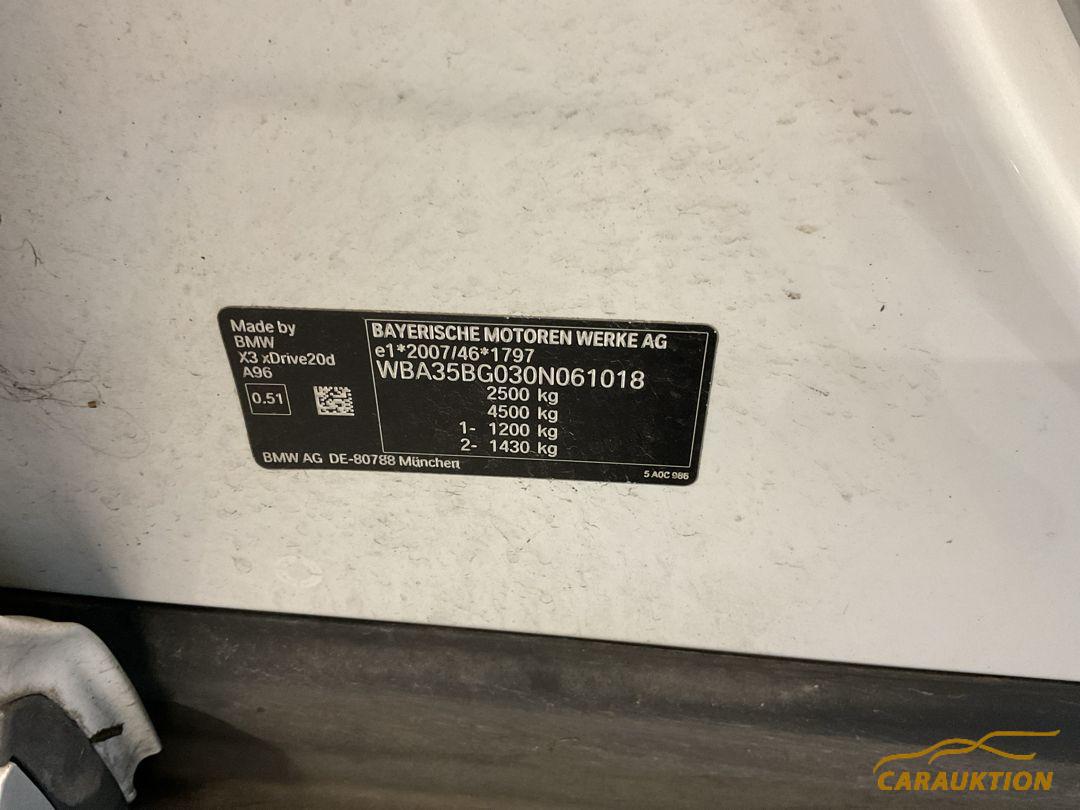 Made by
BMW
X3 xDrive20d
A96
0.51
BAYERISCHE MOTOREN WERKE AG
e1*2007/46*1797
WBA35BG030N061018
2500 kg
4500 kg
1- 1200 kg
2- 1430 kg
BMW AG DE-80788 München
5 A0C 986
CARAUKTION